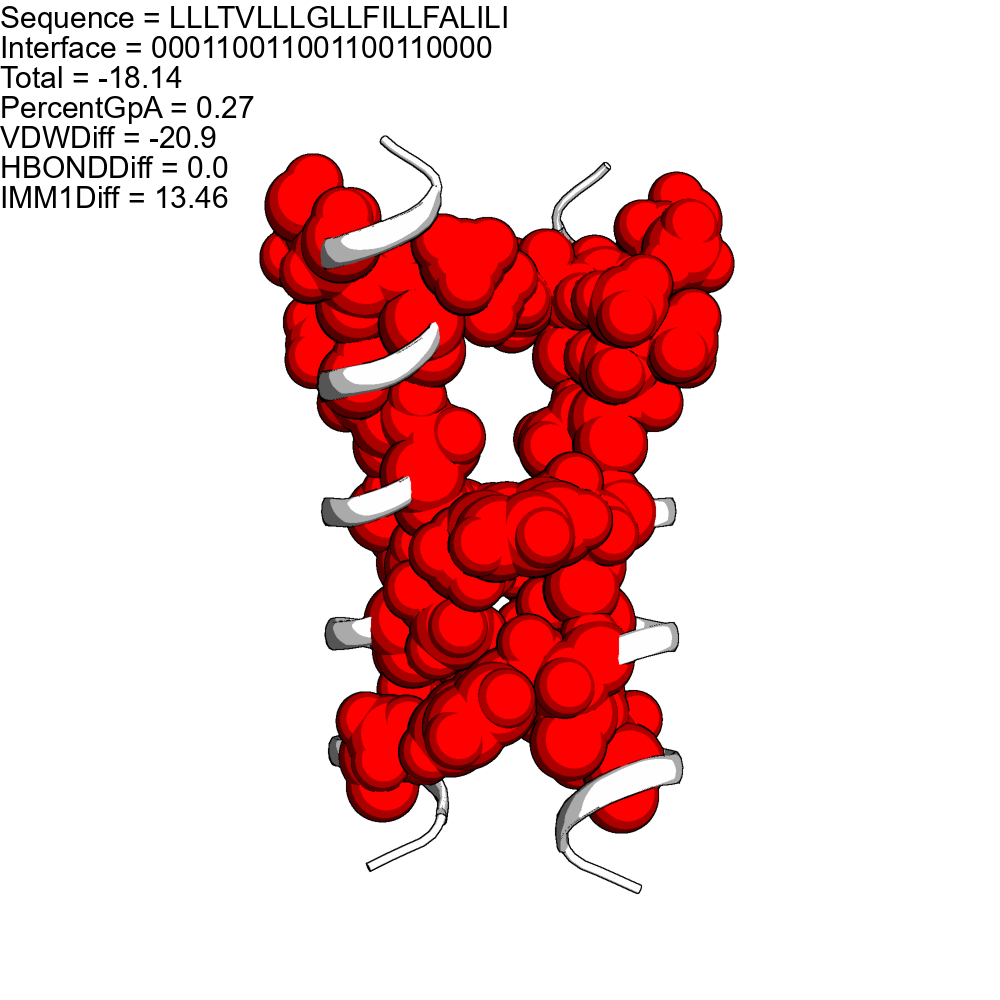 Sequence = LLLTVLLLGLLFILLFALILI
Interface = 000110011001100110000
Total = -18.14
PercentGpA = 0.27
VDWDiff = -20.9
HBONDDiff = 0.0
IMM1Diff = 13.46